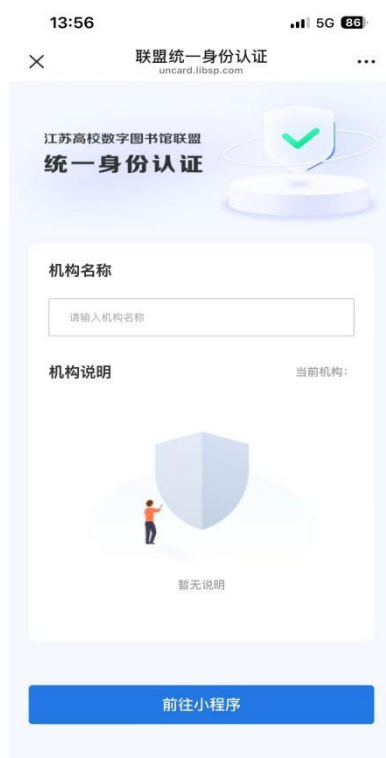 13:56
5G 86
联盟统一身份认证
uncard.libsp.com
江苏高校数字图书馆联盟
统一身份认证
机构名称
请输入机构名称
机构说明
当前机构:
暂无说明
前往小程序